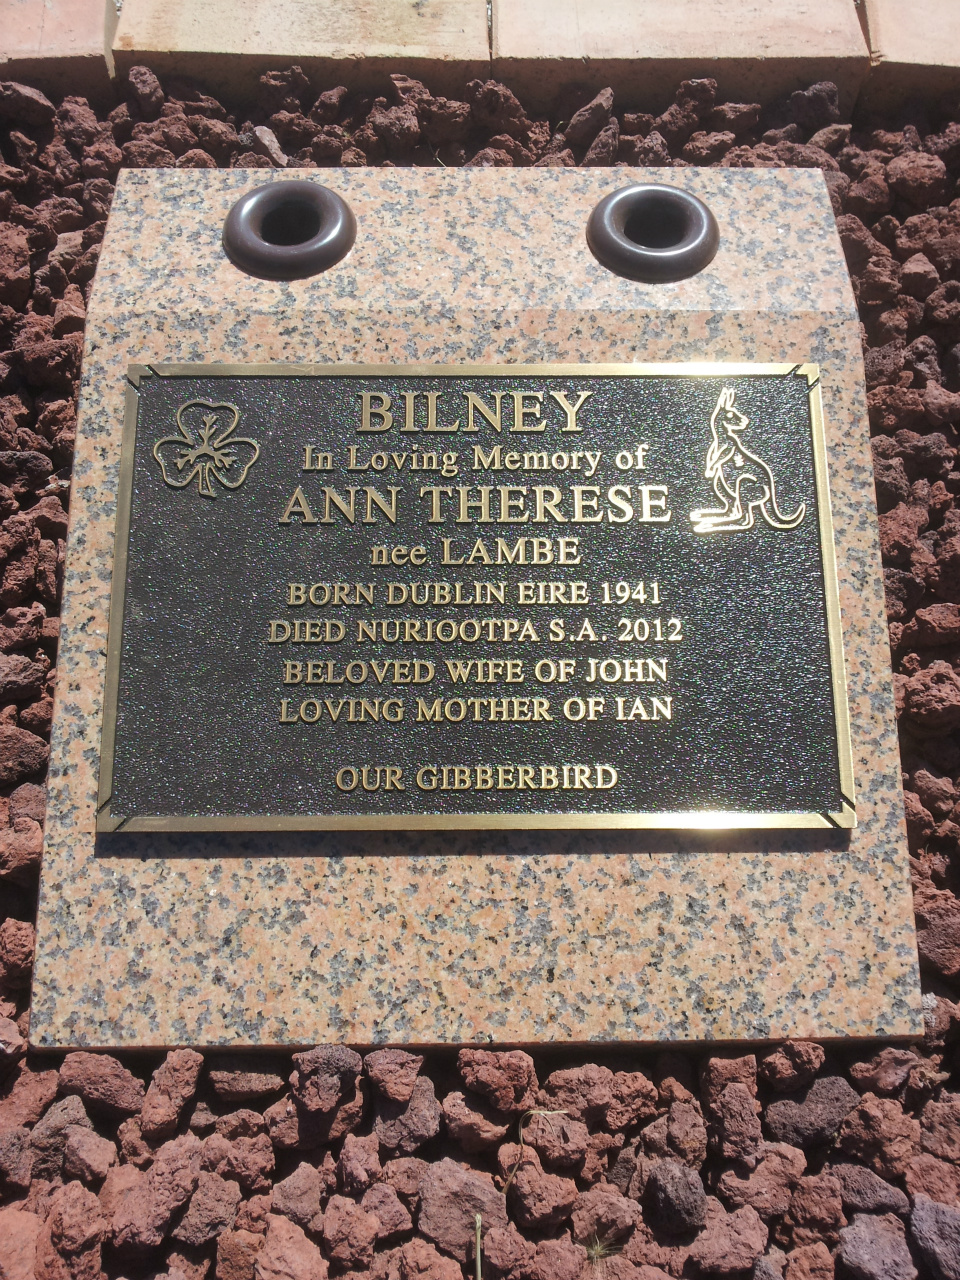 BILNEY
In Loving Memory of
ANN THERESE
nee LAMBE
BORN DUBLIN EIRE 1941
DIED NURIOOTPA S.A. 2012
BELOVED WIFE OF JOHN
LOVING MOTHER OF IAN
OUR GIBBERBIRD